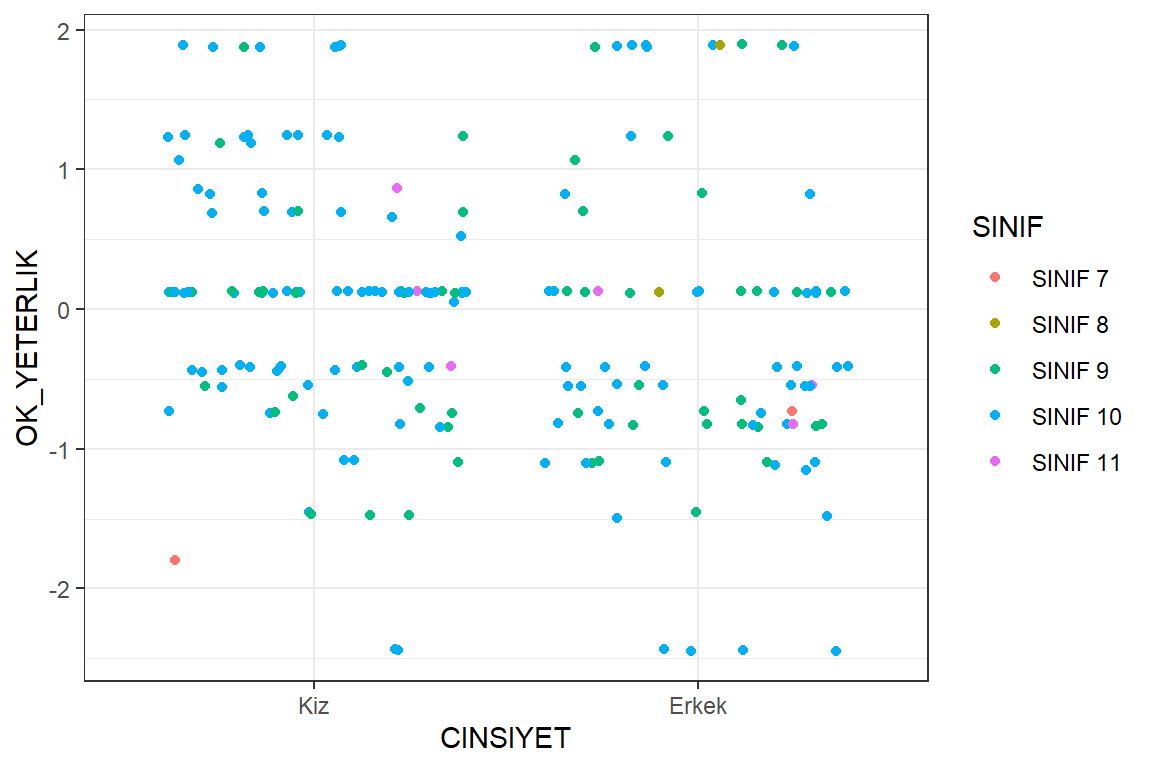 OK_YETERLIK
2
1
0
-1
-2
Kiz
Erkek
CINSIYET
SINIF
SINIF 7
SINIF 8
SINIF 9
SINIF 10
SINIF 11